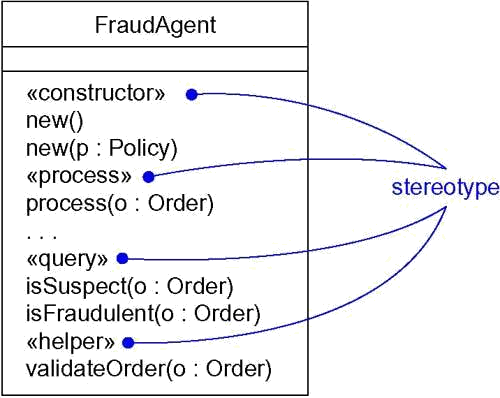 FraudAgent
«constructor»
new()
new(p : Policy)
«process»
process(o : Order)
. . .
«query»
isSuspect(o : Order)
isFraudulent(o : Order)
«helper»
validateOrder(o : Order)
stereotype